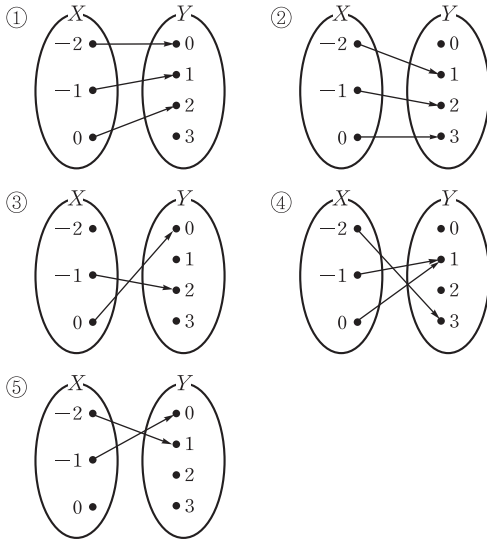 ① X Y ② X Y
−2 0 −2 0
−1 1 −1 1
2 2
0 3 0 3
③ X Y ④ X Y
−2 0 −2 0
−1 1 −1 1
2 2
0 3 0 3
⑤ X Y
−2 0
−1 1
2
0 3